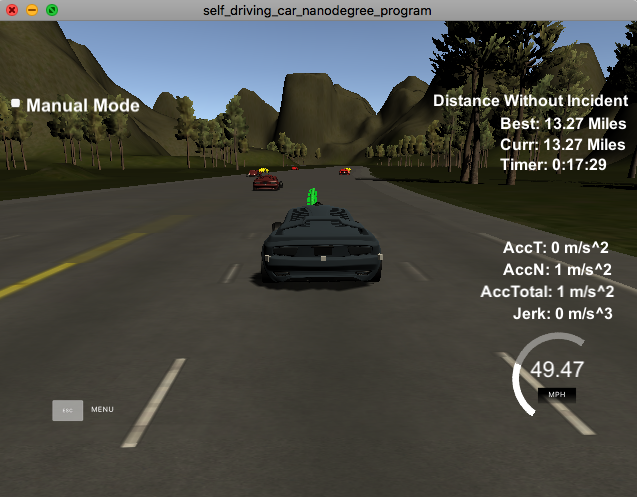 self_driving_car_nanodegree_program
Manual Mode
Distance Without Incident
Best: 13.27 Miles
Curr: 13.27 Miles
Timer: 0:17:29
AccT: 0 m/s^2
AccN: 1 m/s^2
AccTotal: 1 m/s^2
Jerk: 0 m/s^3
49.47
MPH
ESC MENU